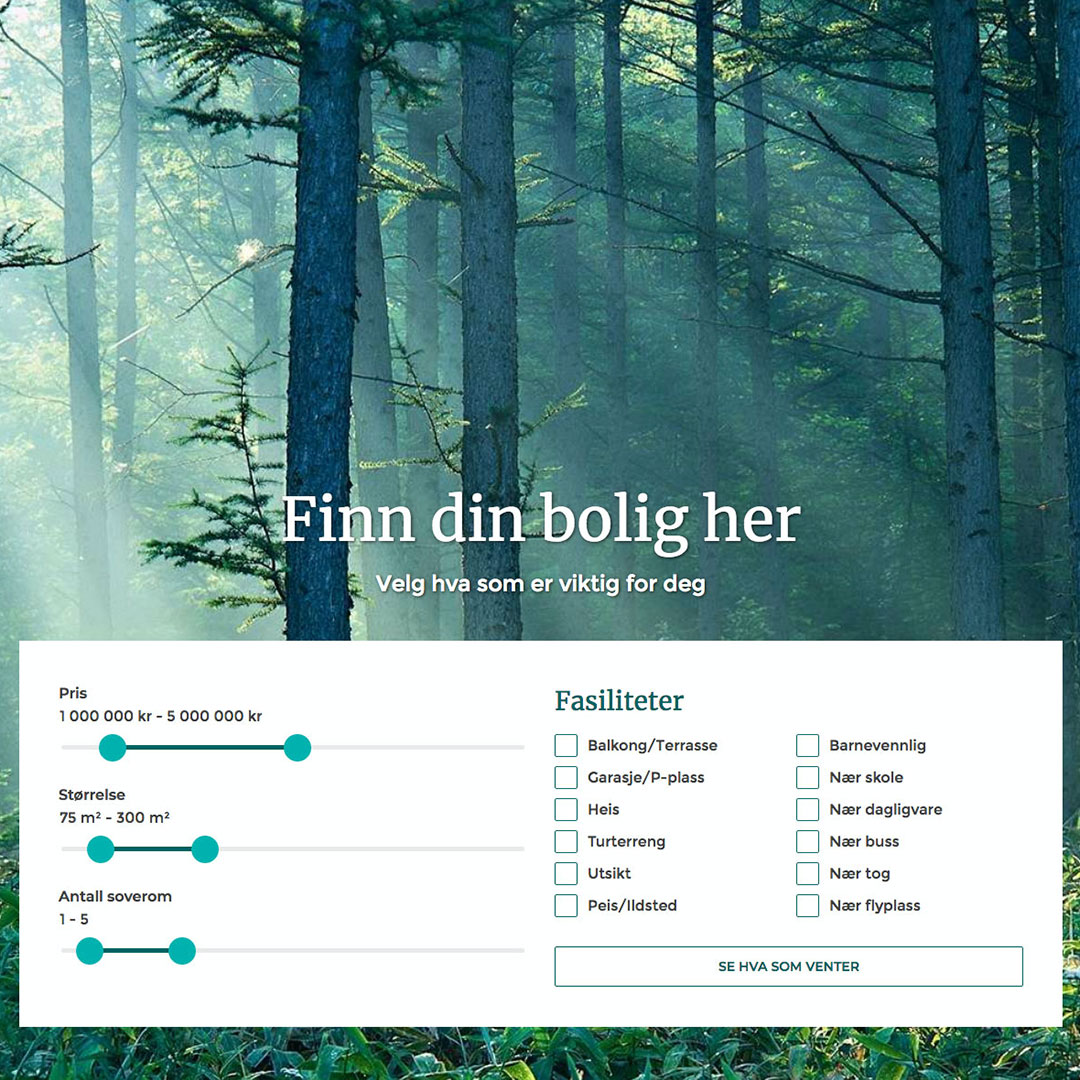 Finn din bolig her
Velg hva som er viktig for deg
Pris
1 000 000 kr - 5 000 000 kr
Størrelse
75 m² - 300 m²
Antall soverom
1 - 5
Fasiliteter
Balkong/Terrasse
Garasje/P-plass
Heis
Turterreng
Utsikt
Peis/Ildsted
Barnevennlig
Nær skole
Nær dagligvare
Nær buss
Nær tog
Nær flyplass
SE HVA SOM VENTER